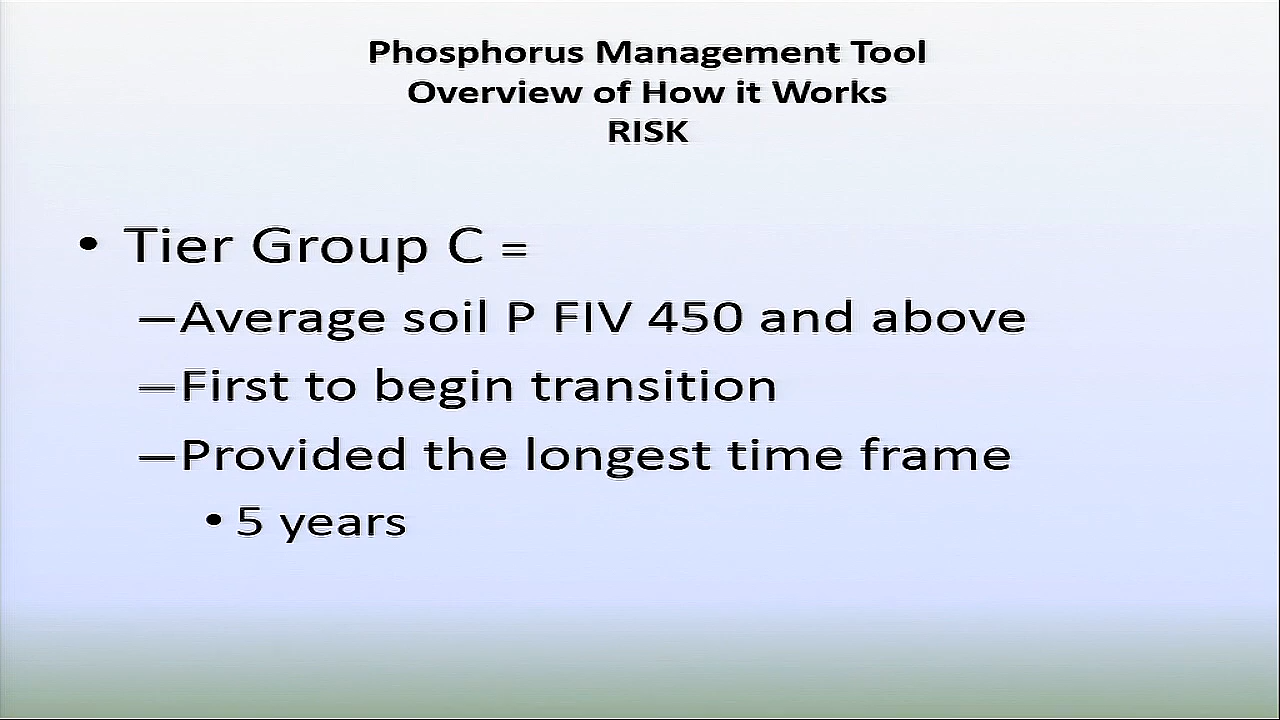 Phosphorus Management Tool
Overview of How it Works
RISK
• Tier Group C =
—Average soil P FIV 450 and above
—First to begin transition
—Provided the longest time frame
• 5 years